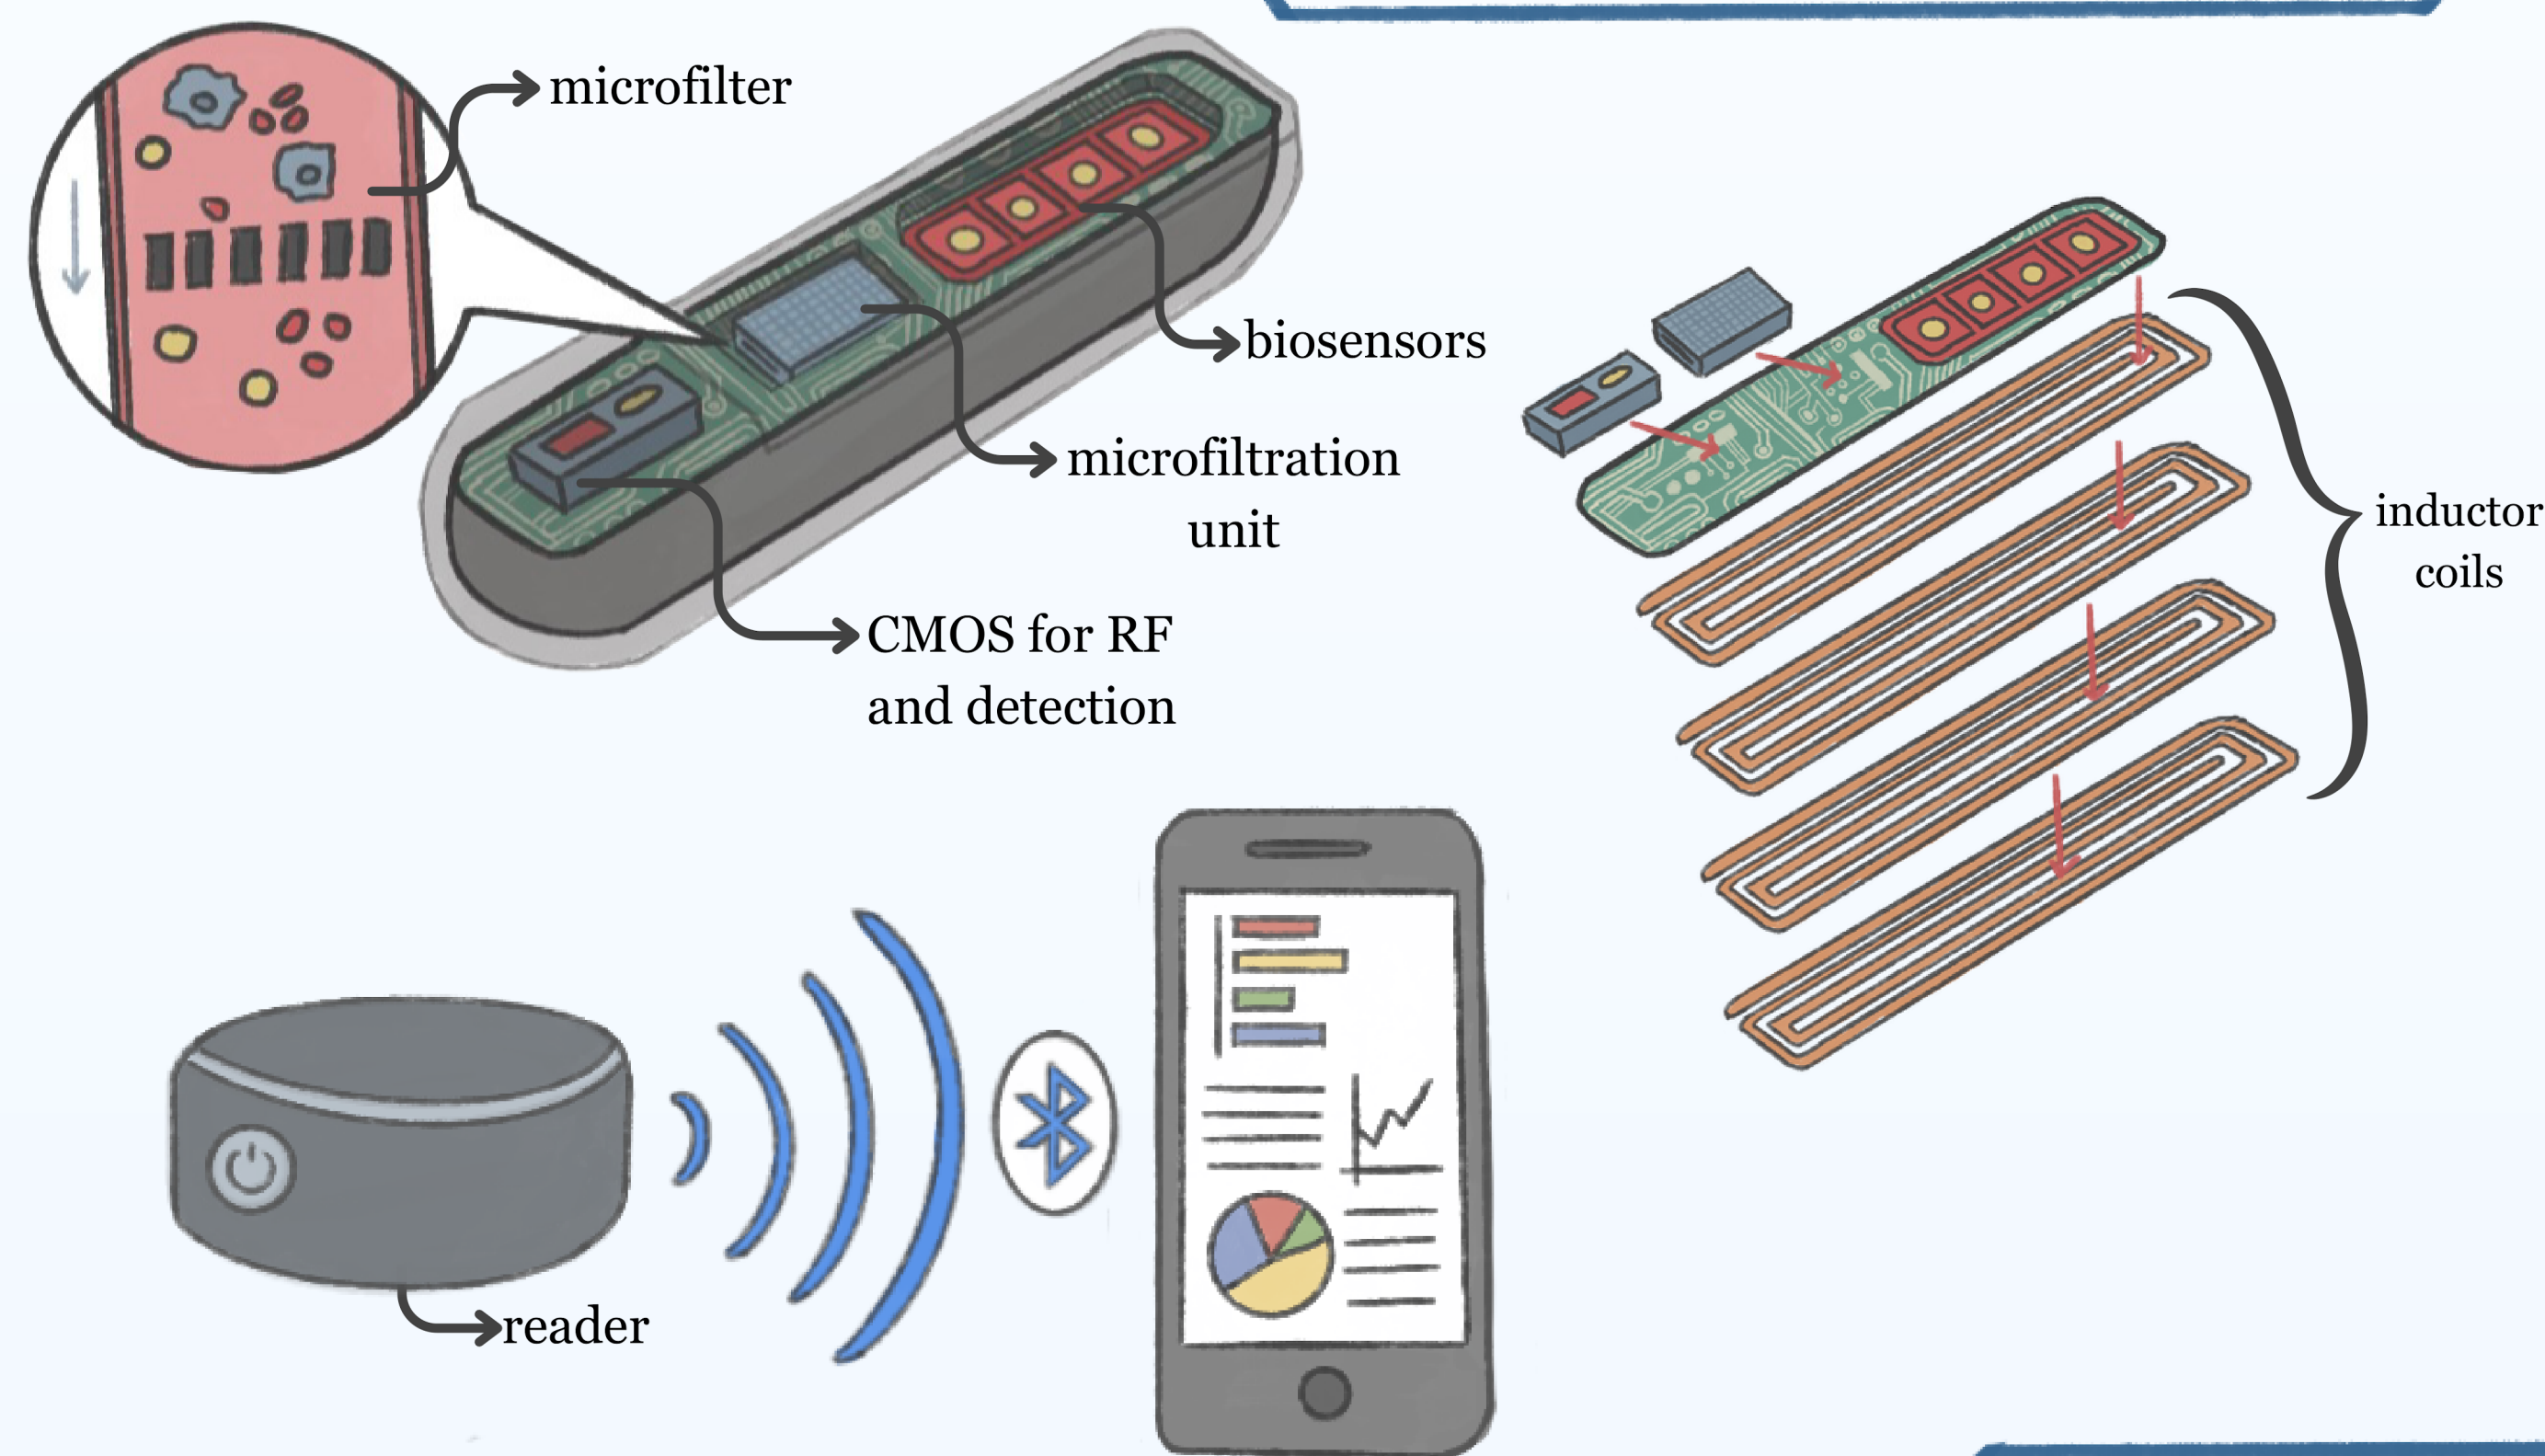 microfilter
biosensors
microfiltration
unit
CMOS for RF
and detection
inductor
coils
reader